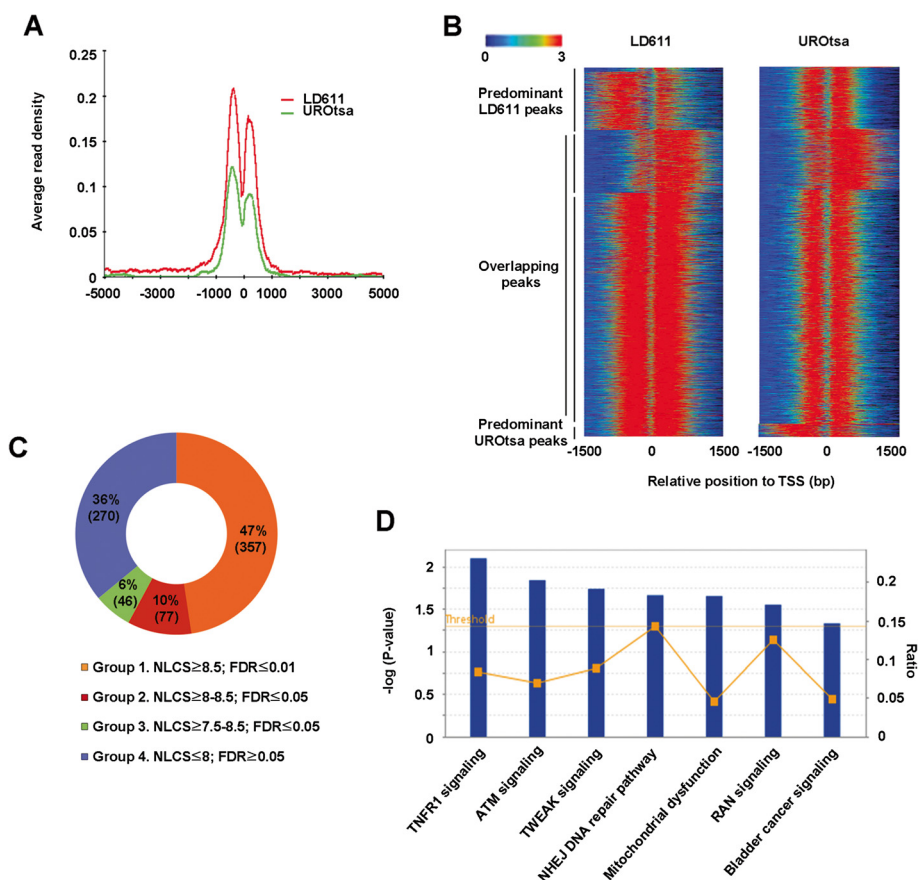 A
0.25
0.2
0.15
0.1
0.05
0
Average read density
-5000
-3000
-1000
0
1000
3000
5000
LD611
UROtsa
B
0
3
LD611
UROtsa
Predominant
LD611 peaks
Overlapping
peaks
Predominant
UROtsa peaks
-1500
0
1500
-1500
0
1500
Relative position to TSS (bp)
C
36%
(270)
47%
(357)
6%
(46)
10%
(77)
Group 1. NLCS≥8.5; FDR≤0.01
Group 2. NLCS≥8-8.5; FDR≤0.05
Group 3. NLCS≥7.5-8.5; FDR≤0.05
Group 4. NLCS≤8; FDR≥0.05
D
2
1.5
1
0.5
0
-log (P-value)
Threshold
0.2
0.15
0.1
0.05
0
Ratio
TNFR1 signaling
ATM signaling
TWEAK signaling
NHEJ DNA repair pathway
Mitochondrial dysfunction
RAN signaling
Bladder cancer signaling